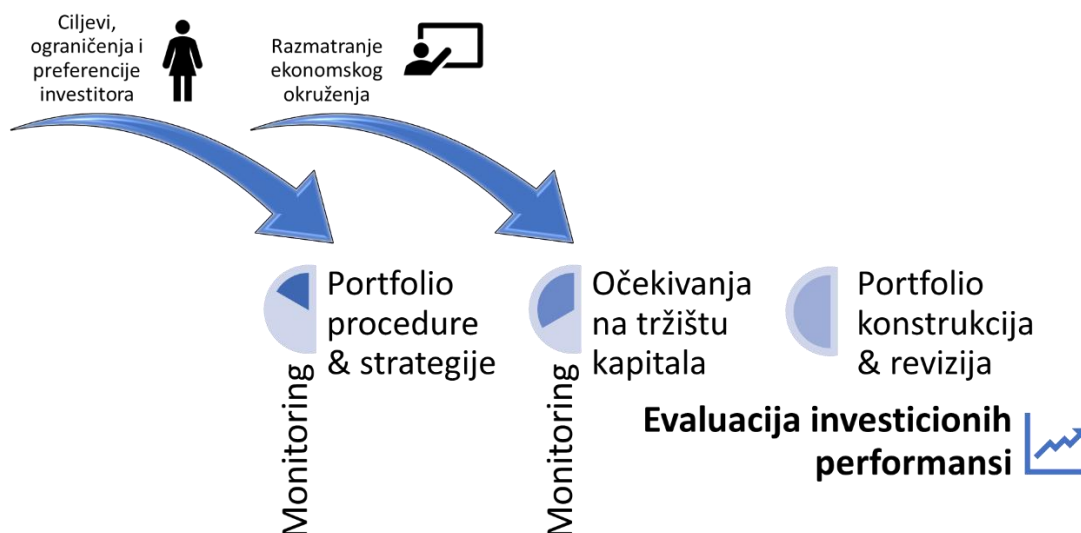 Ciljevi,
ograničenja i
preferencije
investitora
Razmatranje
ekonomskog
okruženja
Portfolio
procedure
& strategije
Monitoring
Očekivanja
na tržištu
kapitala
Monitoring
Portfolio
konstrukcija
& revizija
Evaluacija investicionih
performansi